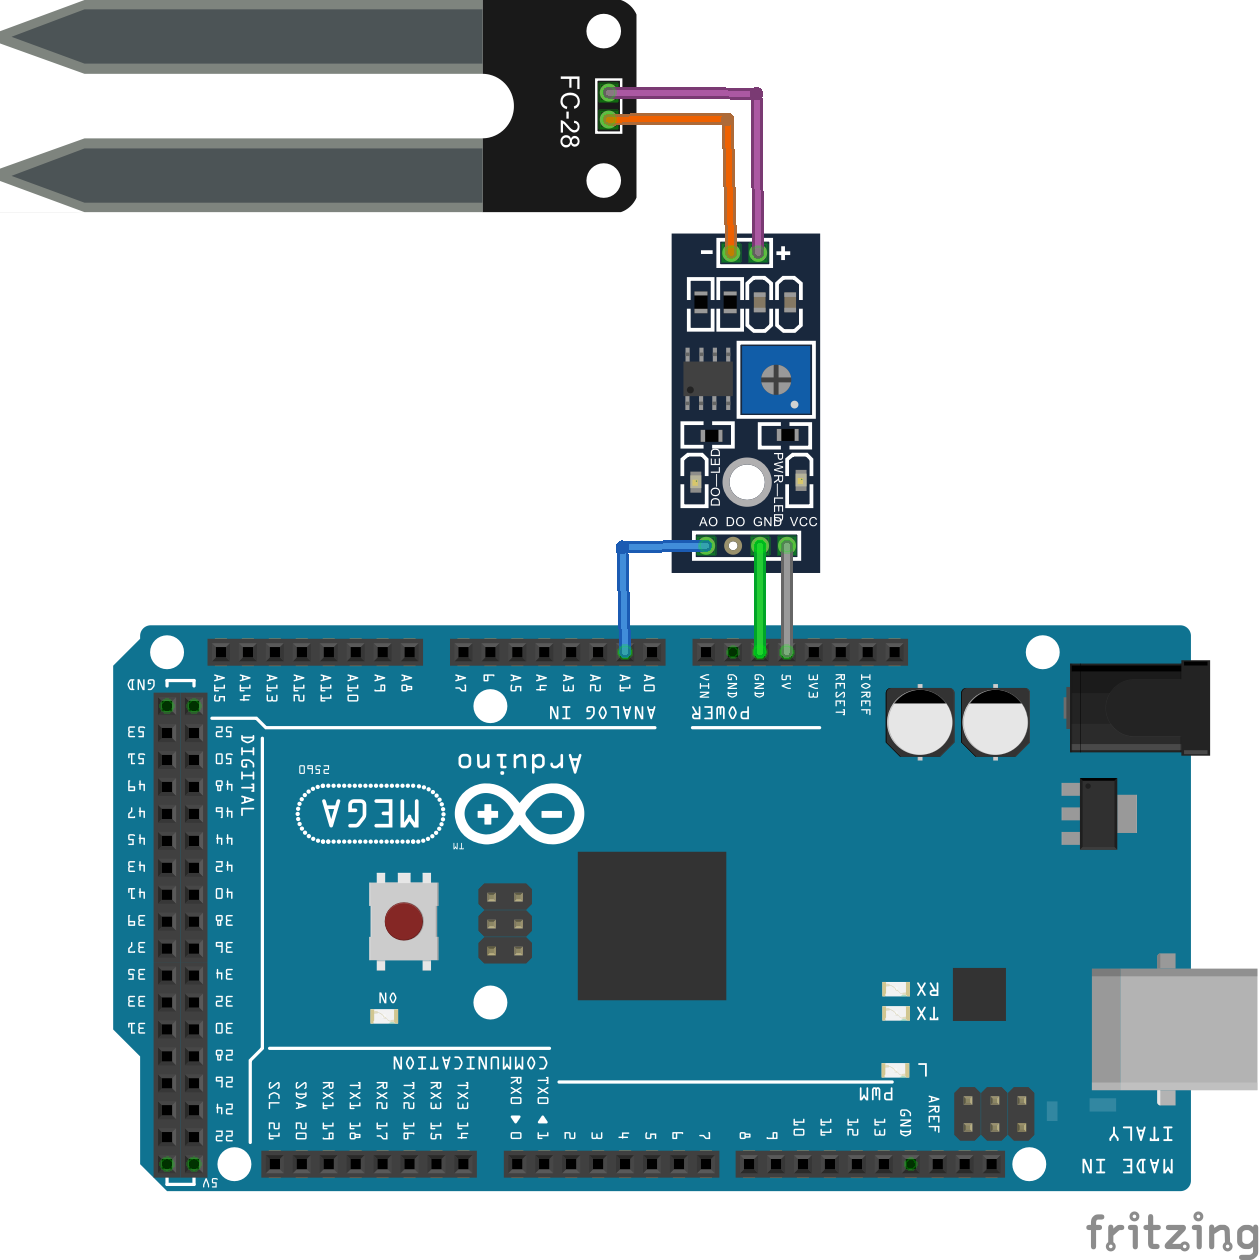 FC-28
- +
DO-LED
PWR-LED
AO DO GND VCC
A15 A14 A13 A12 A11 A10 A9 A8
A7 6 A5 A4 A3 A2 A1 A0
VIN GND GND 5V 3V3 RESET IOREF
ANALOG IN
POWER
GND
53 52
51 50
49 48
47 46
45 44
43 42
41 40
39 38
37 36
35 34
33 32
31 30
28
26
24
22
5V
DIGITAL
Arduino
2560
MEGA
TM
ON
RX
TX
L
COMMUNICATION
PWM
SCL 21 SDA 20 RX1 19 TX1 18 RX2 17 TX2 16 RX3 15 TX3 14
RX0 0 TX0 1 2 3 4 5 6 7
8 9 10 11 12 13 GND AREF
MADE IN
ITALY
fritzing